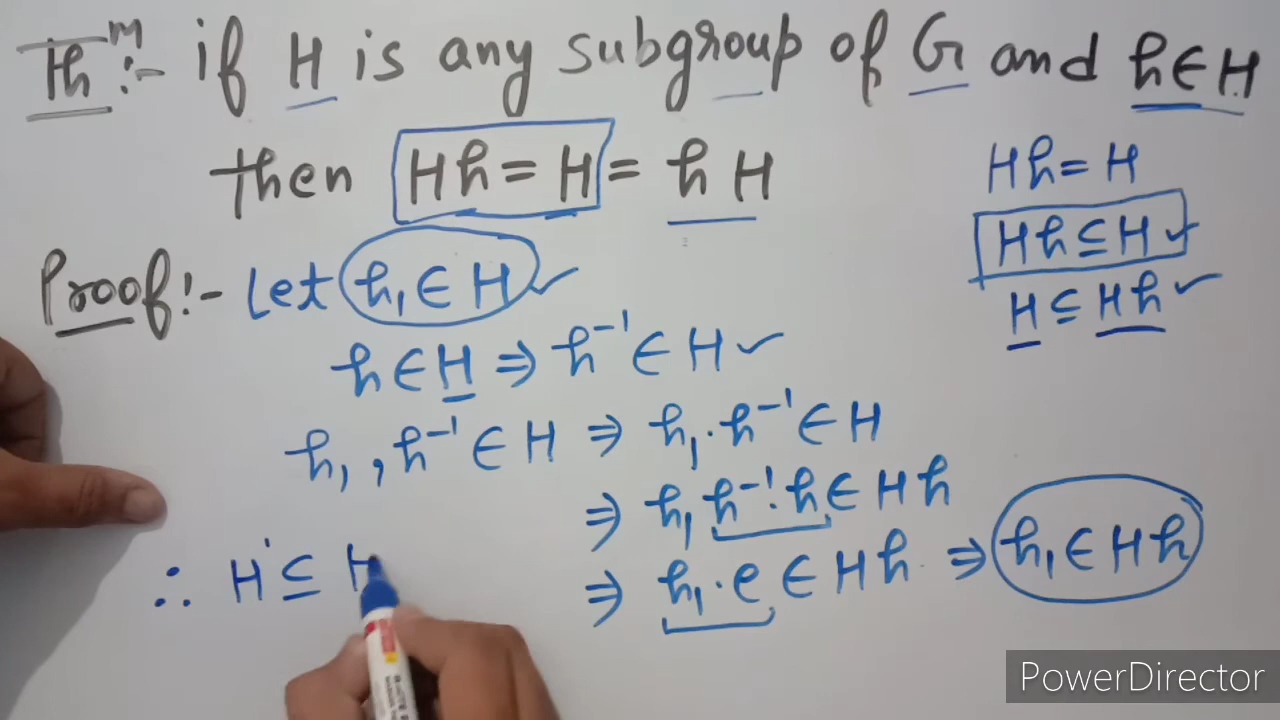 Thᵐ:- if H is any subgroup of G and h∈H
then Hh=H = hH
Hh=H
Hh⊆H ✓
H⊆Hh ✓
Proof:- Let h₁∈H ✓
h∈H ⇒ h⁻¹∈H ✓
h₁, h⁻¹∈H ⇒ h₁·h⁻¹∈H
⇒ h₁h⁻¹·h∈Hh
⇒ h₁·e∈Hh ⇒ h₁∈Hh
∴ H⊆H
PowerDirector